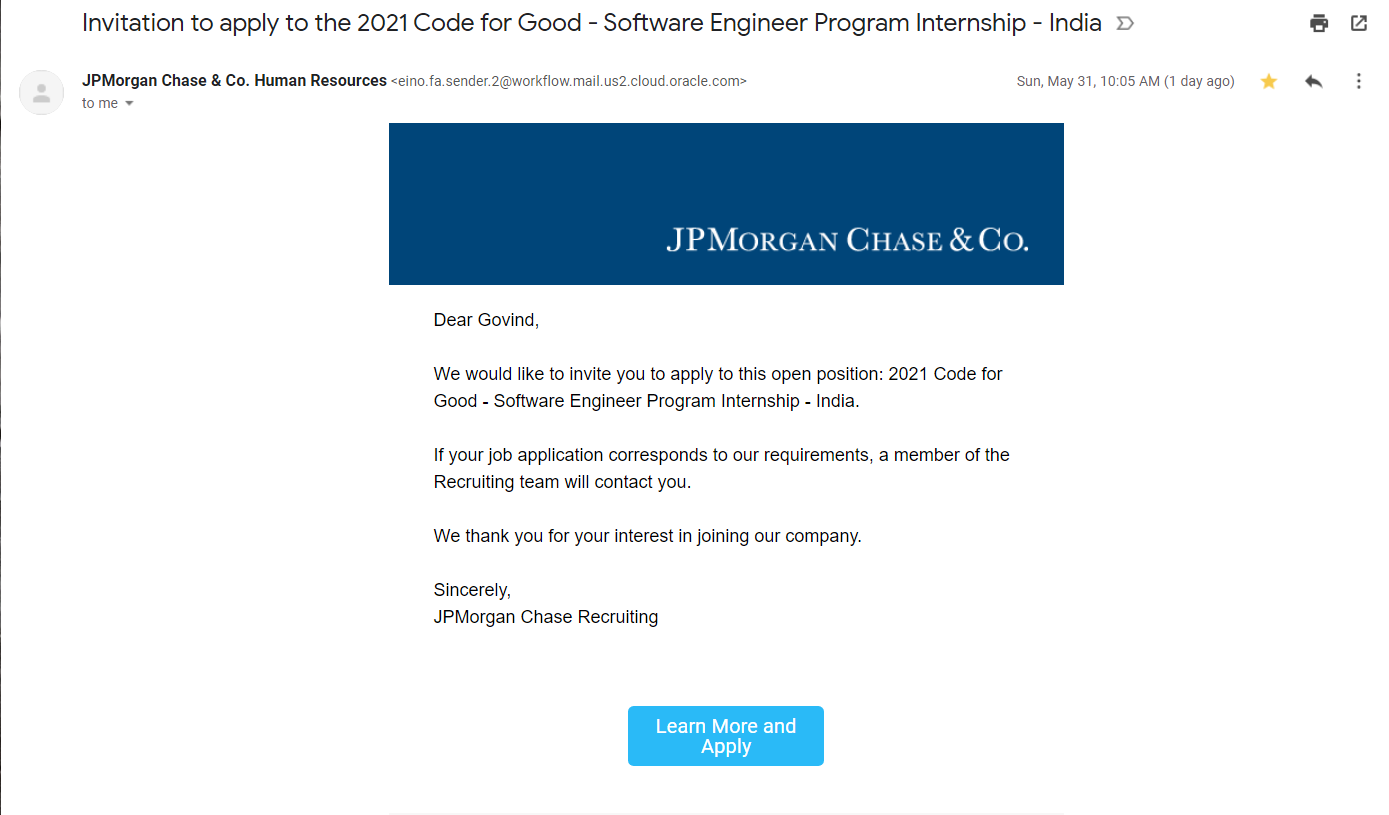 Invitation to apply to the 2021 Code for Good - Software Engineer Program Internship - India
JPMorgan Chase & Co. Human Resources <eino.fa.sender.2@workflow.mail.us2.cloud.oracle.com>
Sun, May 31, 10:05 AM (1 day ago)
to me
JPMORGAN CHASE & CO.
Dear Govind,
We would like to invite you to apply to this open position: 2021 Code for
Good - Software Engineer Program Internship - India.
If your job application corresponds to our requirements, a member of the
Recruiting team will contact you.
We thank you for your interest in joining our company.
Sincerely,
JPMorgan Chase Recruiting
Learn More and
Apply